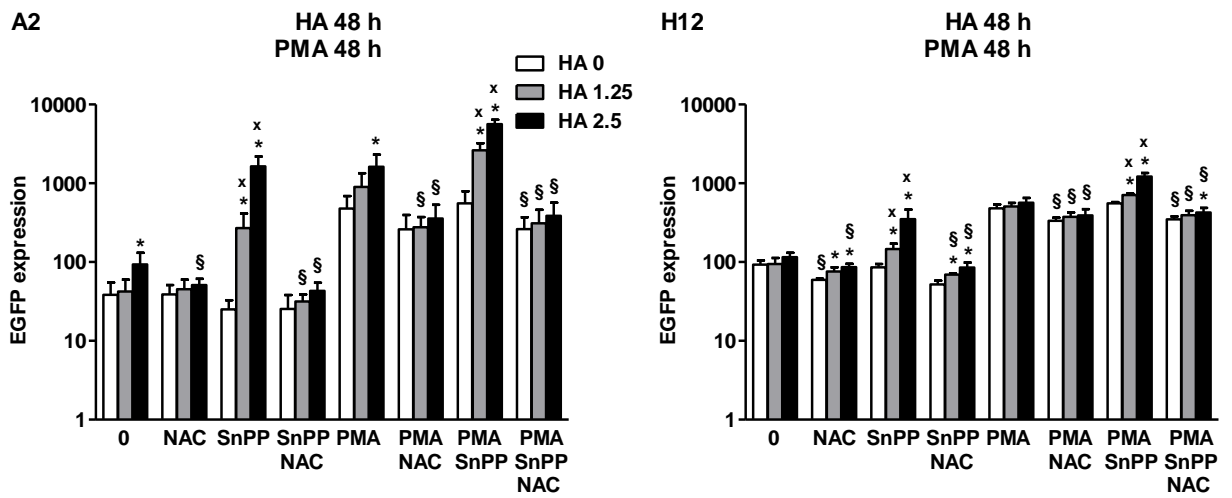 A2
HA 48 h
PMA 48 h
HA 0
HA 1.25
HA 2.5
EGFP expression
10000
1000
100
10
1
*
§
x
*
x
*
§
§
*
§
§
x
*
x
*
§
§
§
0
NAC
SnPP
SnPP
NAC
PMA
PMA
NAC
PMA
SnPP
PMA
SnPP
NAC
H12
HA 48 h
PMA 48 h
EGFP expression
10000
1000
100
10
1
§
*
§
*
x
*
x
*
§
*
§
*
§
§
§
x
*
x
*
§
§
§
*
0
NAC
SnPP
SnPP
NAC
PMA
PMA
NAC
PMA
SnPP
PMA
SnPP
NAC